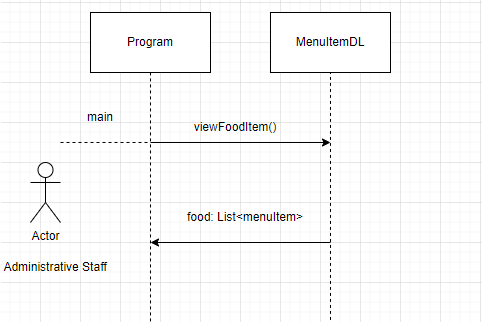 Program
MenuItemDL
main
viewFoodItem()
food: List<menuItem>
Actor
Administrative Staff